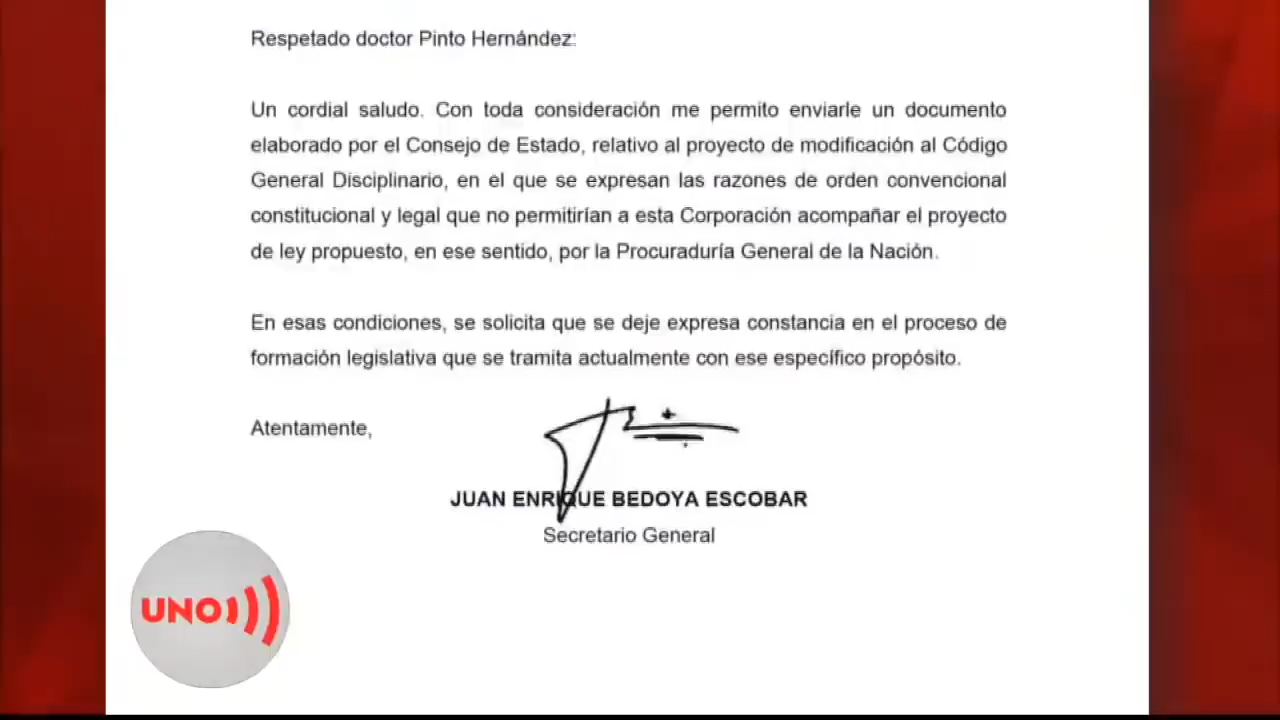 Respetado doctor Pinto Hernández:
Un cordial saludo. Con toda consideración me permito enviarle un documento
elaborado por el Consejo de Estado, relativo al proyecto de modificación al Código
General Disciplinario, en el que se expresan las razones de orden convencional
constitucional y legal que no permitirían a esta Corporación acompañar el proyecto
de ley propuesto, en ese sentido, por la Procuraduría General de la Nación.
En esas condiciones, se solicita que se deje expresa constancia en el proceso de
formación legislativa que se tramita actualmente con ese específico propósito.
Atentamente,
JUAN ENRIQUE BEDOYA ESCOBAR
Secretario General
UNO